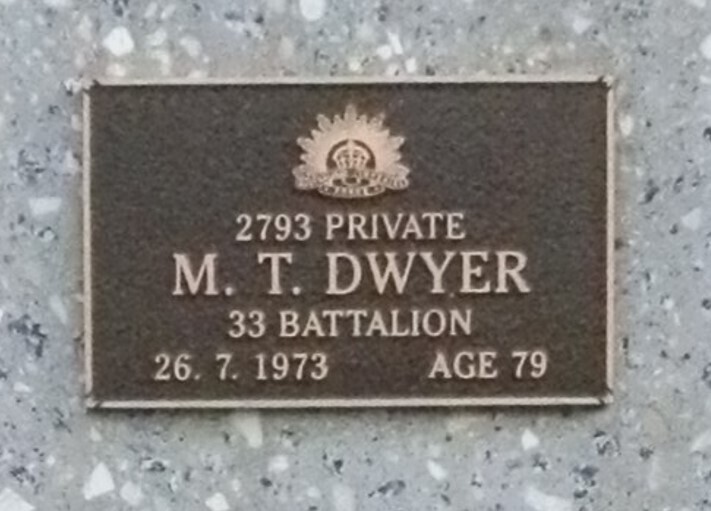 2793 PRIVATE
M. T. DWYER
33 BATTALION
26. 7. 1973 AGE 79